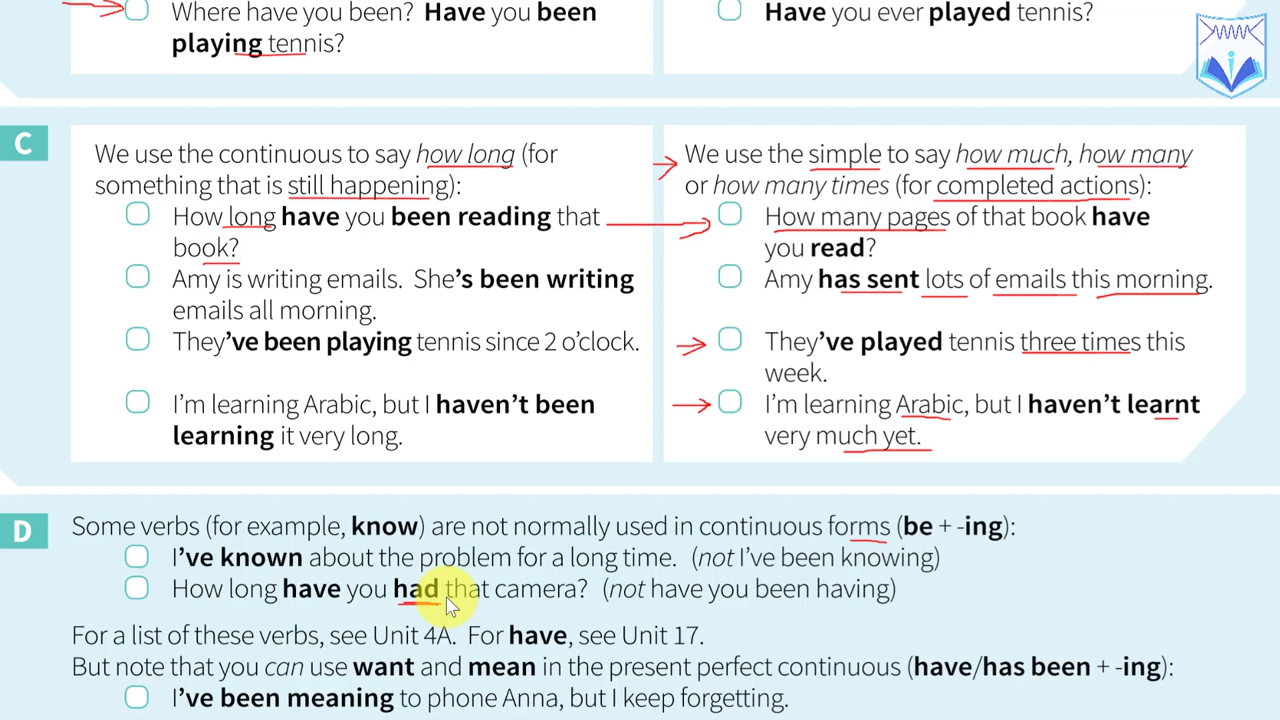 Where have you been? Have you been
playing tennis?
Have you ever played tennis?
C
We use the continuous to say how long (for
something that is still happening):
How long have you been reading that
book?
Amy is writing emails. She's been writing
emails all morning.
They've been playing tennis since 2 o'clock.
I'm learning Arabic, but I haven't been
learning it very long.
We use the simple to say how much, how many
or how many times (for completed actions):
How many pages of that book have
you read?
Amy has sent lots of emails this morning.
They've played tennis three times this
week.
I'm learning Arabic, but I haven't learnt
very much yet.
D
Some verbs (for example, know) are not normally used in continuous forms (be + -ing):
I've known about the problem for a long time. (not I've been knowing)
How long have you had that camera? (not have you been having)
For a list of these verbs, see Unit 4A. For have, see Unit 17.
But note that you can use want and mean in the present perfect continuous (have/has been + -ing):
I've been meaning to phone Anna, but I keep forgetting.